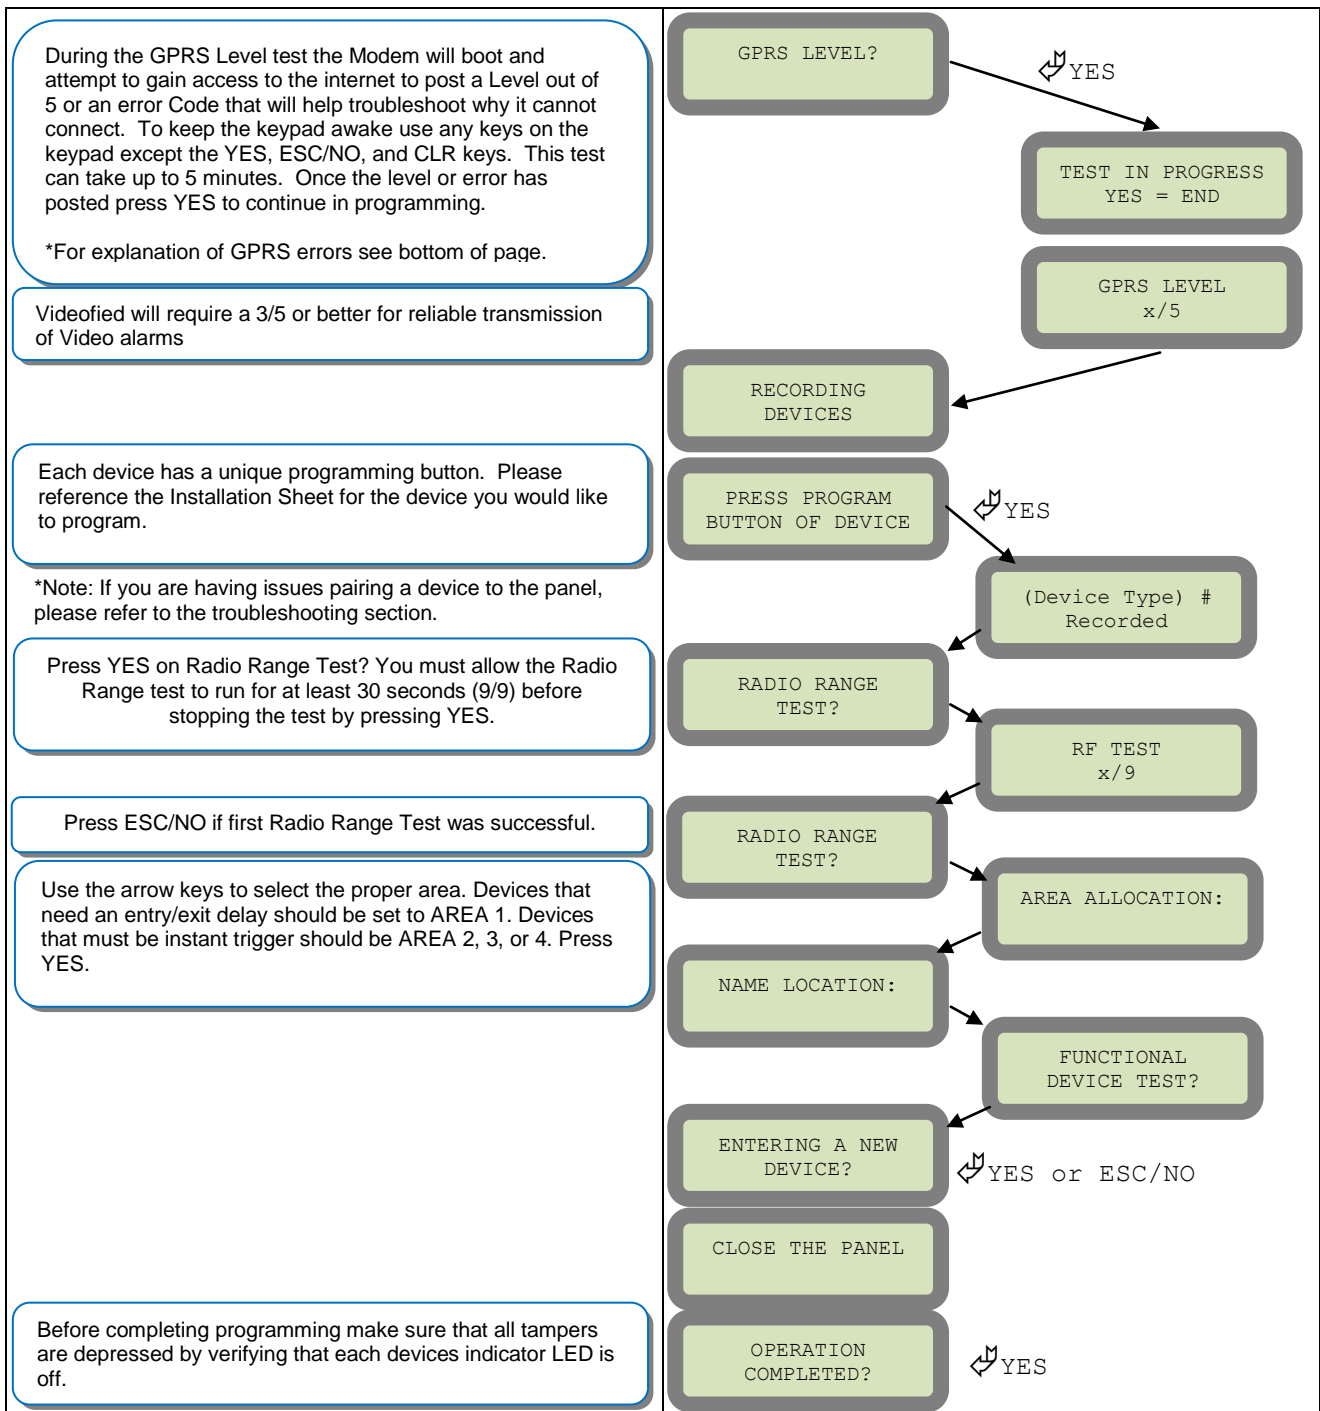 During the GPRS Level test the Modem will boot and
attempt to gain access to the internet to post a Level out of
5 or an error Code that will help troubleshoot why it cannot
connect. To keep the keypad awake use any keys on the
keypad except the YES, ESC/NO, and CLR keys. This test
can take up to 5 minutes. Once the level or error has
posted press YES to continue in programming.
*For explanation of GPRS errors see bottom of page.
GPRS LEVEL?
YES
TEST IN PROGRESS
YES = END
GPRS LEVEL
x/5
Videofied will require a 3/5 or better for reliable transmission
of Video alarms
RECORDING
DEVICES
Each device has a unique programming button. Please
reference the Installation Sheet for the device you would like
to program.
PRESS PROGRAM
BUTTON OF DEVICE
YES
*Note: If you are having issues pairing a device to the panel,
please refer to the troubleshooting section.
(Device Type) #
Recorded
Press YES on Radio Range Test? You must allow the Radio
Range test to run for at least 30 seconds (9/9) before
stopping the test by pressing YES.
RADIO RANGE
TEST?
RF TEST
x/9
Press ESC/NO if first Radio Range Test was successful.
RADIO RANGE
TEST?
Use the arrow keys to select the proper area. Devices that
need an entry/exit delay should be set to AREA 1. Devices
that must be instant trigger should be AREA 2, 3, or 4. Press
YES.
AREA ALLOCATION:
NAME LOCATION:
FUNCTIONAL
DEVICE TEST?
ENTERING A NEW
DEVICE?
YES or ESC/NO
CLOSE THE PANEL
Before completing programming make sure that all tampers
are depressed by verifying that each devices indicator LED is
off.
OPERATION
COMPLETED?
YES